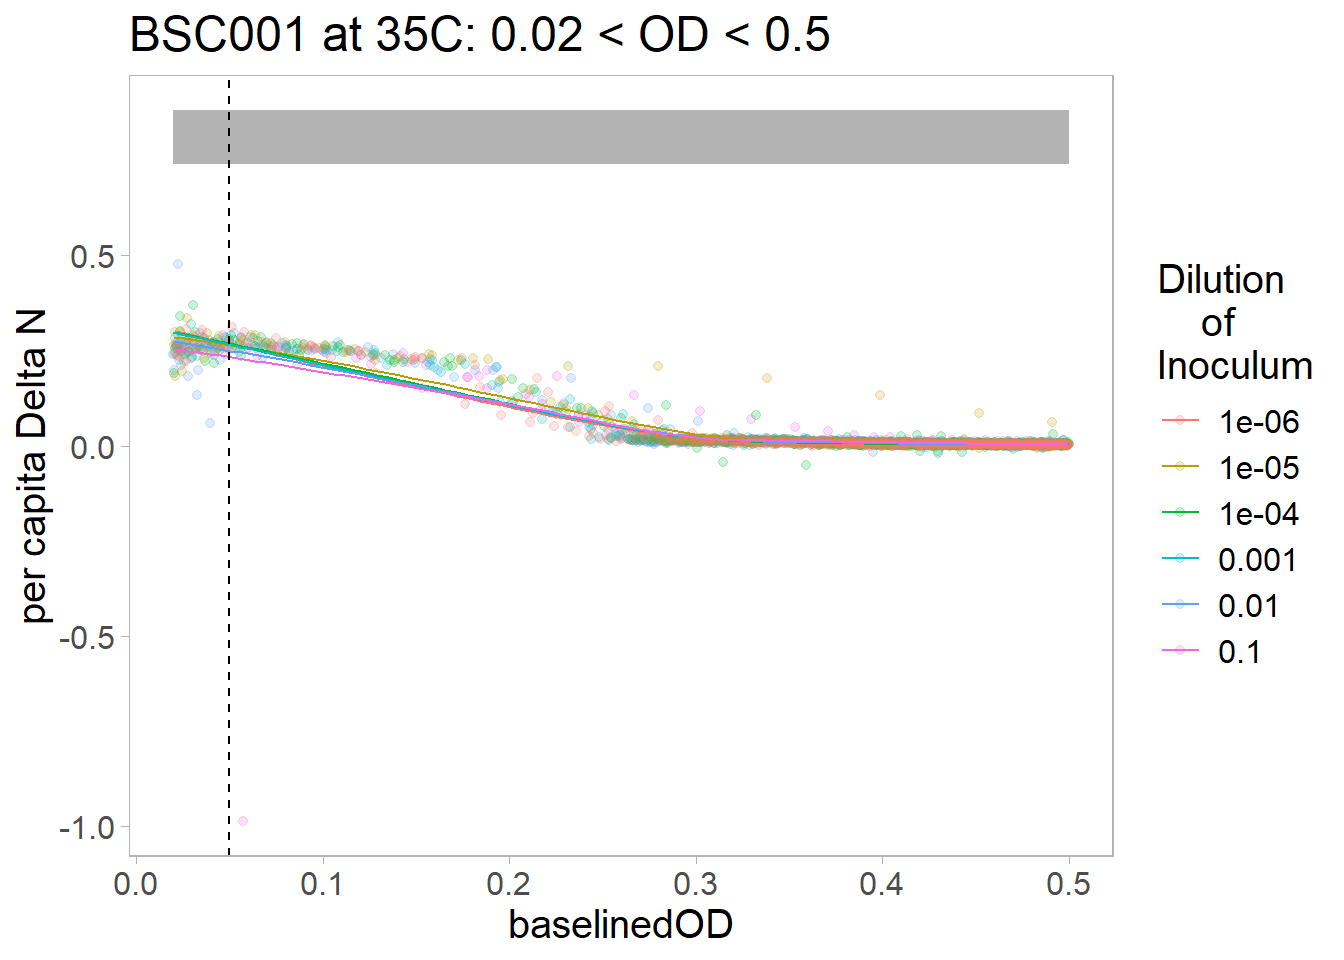 BSC001 at 35C: 0.02 < OD < 0.5
per capita Delta N
0.5
0.0
-0.5
-1.0
0.0 0.1 0.2 0.3 0.4 0.5
baselinedOD
Dilution
of
Inoculum
1e-06
1e-05
1e-04
0.001
0.01
0.1